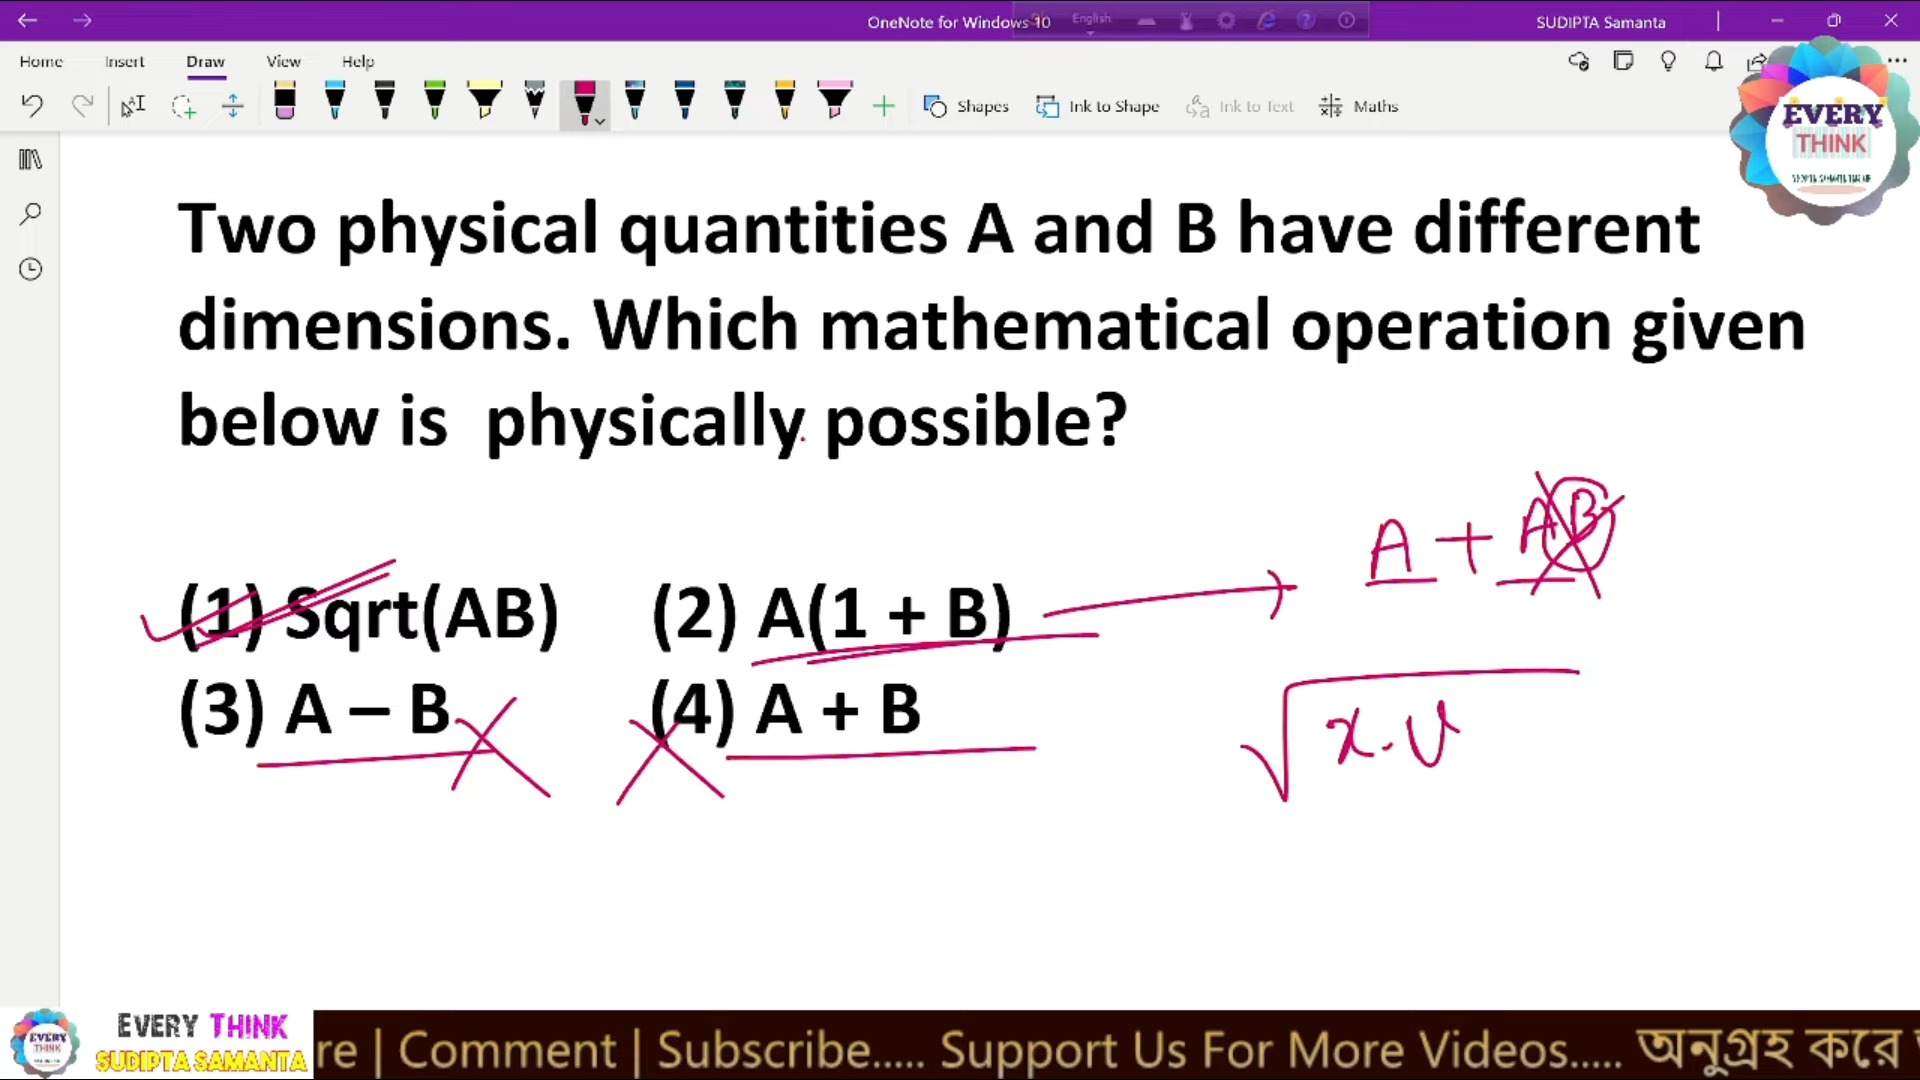 OneNote for Windows 10
English
SUDIPTA Samanta
Home Insert Draw View Help
Shapes Ink to Shape Ink to Text Maths
EVERY
THINK
Two physical quantities A and B have different
dimensions. Which mathematical operation given
below is physically possible?
A + AB
(1) Sqrt(AB) (2) A(1 + B)
(3) A – B (4) A + B
√x.v
EVERY THINK
SUDIPTA SAMANTA
EVERY
THINK
re | Comment | Subscribe..... Support Us For More Videos..... অনুগ্রহ করে